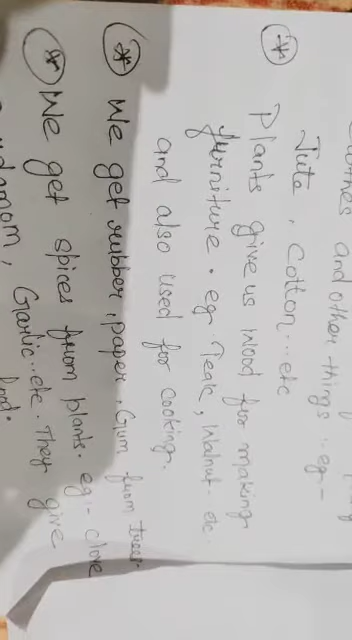 clothes and other things. eg-
Jute, Cotton...etc
* Plants give us wood for making
furniture. eg Teak, Walnut- etc
and also used for cooking.
* We get rubber, paper, Gum from trees.
* We get spices from plants. eg:- clove
Garlic..etc. They give
food.